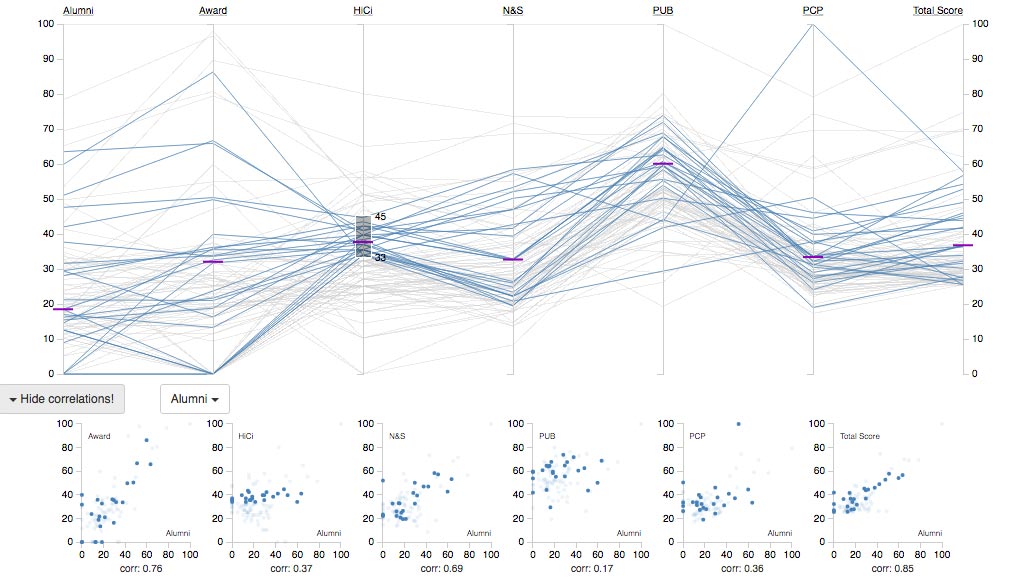 Alumni Award HiCi N&S PUB PCP Total Score
100 100
90 90
80 80
70 70
60 60
50 50
45
40 40
33
30 30
20 20
10 10
0 0
Hide correlations! Alumni
100 100 100 100 100 100
Award HiCi N&S PUB PCP Total Score
80 80 80 80 80 80
60 60 60 60 60 60
40 40 40 40 40 40
20 20 20 20 20 20
Alumni Alumni Alumni Alumni Alumni Alumni
0 0 0 0 0 0
0 20 40 60 80 100 0 20 40 60 80 100 0 20 40 60 80 100 0 20 40 60 80 100 0 20 40 60 80 100 0 20 40 60 80 100
corr: 0.76 corr: 0.37 corr: 0.69 corr: 0.17 corr: 0.36 corr: 0.85